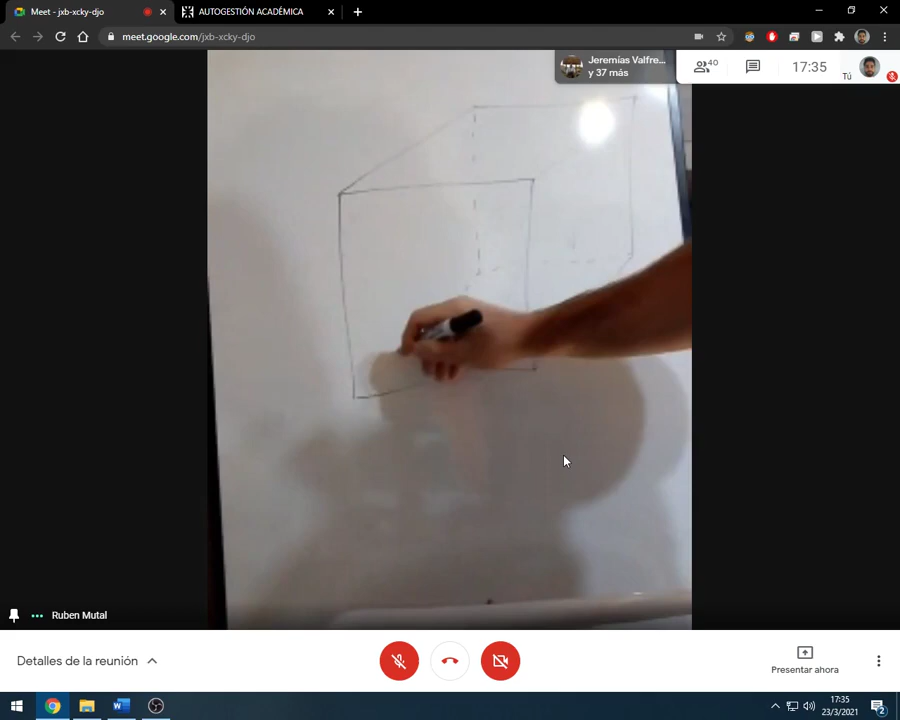 Meet - jxb-xcky-djo
AUTOGESTIÓN ACADÉMICA
meet.google.com/jxb-xcky-djo
Jeremías Valfre...
y 37 más
40
17:35
Tú
Ruben Mutal
Detalles de la reunión
Presentar ahora
17:35
23/3/2021
2